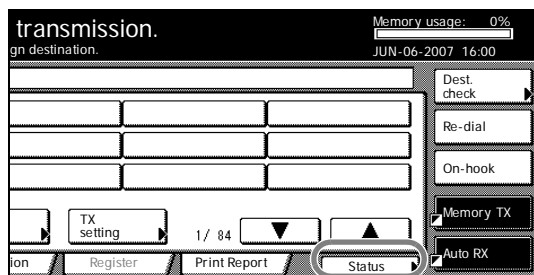 transmission.
Memory usage: 0%
gn destination.
JUN-06-2007 16:00
Dest.
check
Re-dial
On-hook
TX
setting
1/ 84
Memory TX
Auto RX
ion
Register
Print Report
Status